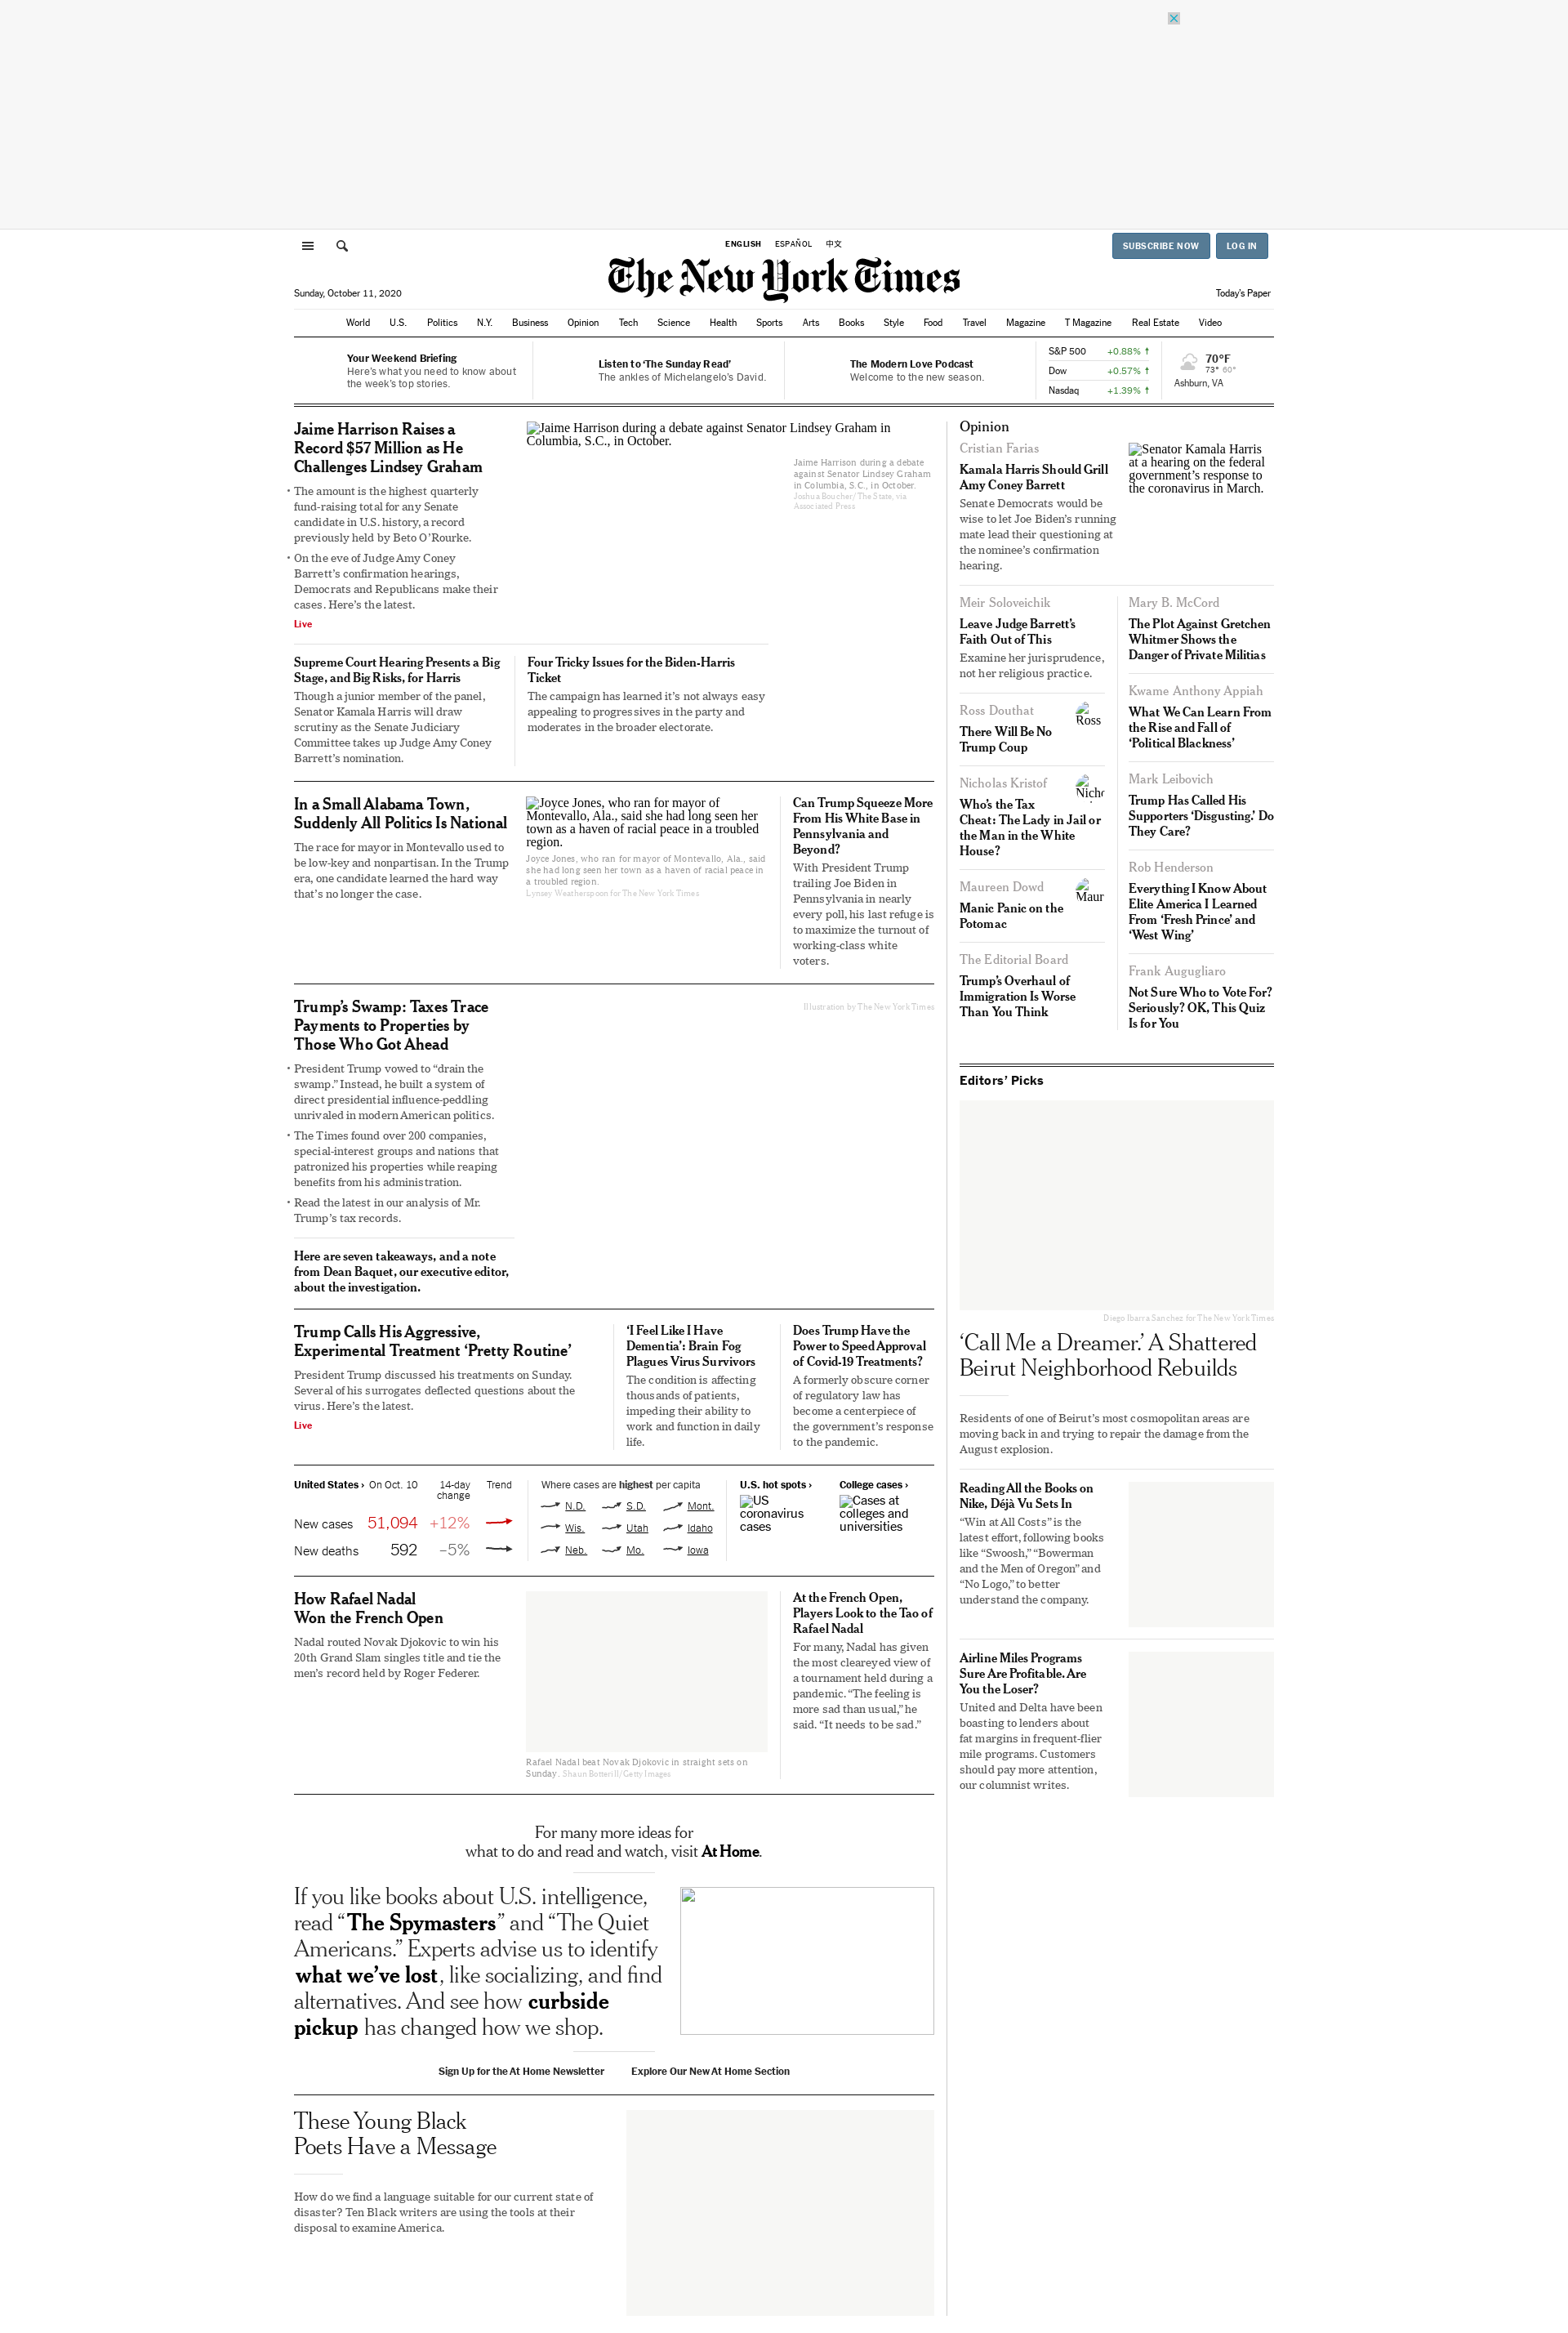 ENGLISH ESPAÑOL 中文
SUBSCRIBE NOW LOG IN
The New York Times
Sunday, October 11, 2020
Today's Paper
World U.S. Politics N.Y. Business Opinion Tech Science Health Sports Arts Books Style Food Travel Magazine T Magazine Real Estate Video
Your Weekend Briefing
Here's what you need to know about
the week's top stories.
Listen to ‘The Sunday Read’
The ankles of Michelangelo's David.
The Modern Love Podcast
Welcome to the new season.
S&P 500 +0.88%
Dow +0.57%
Nasdaq +1.39%
70°F
73° 60°
Ashburn, VA
Jaime Harrison Raises a
Record $57 Million as He
Challenges Lindsey Graham
The amount is the highest quarterly
fund-raising total for any Senate
candidate in U.S. history, a record
previously held by Beto O’Rourke.
On the eve of Judge Amy Coney
Barrett’s confirmation hearings,
Democrats and Republicans make their
cases. Here’s the latest.
Live
Jaime Harrison during a debate against Senator Lindsey Graham in
Columbia, S.C., in October.
Jaime Harrison during a debate
against Senator Lindsey Graham
in Columbia, S.C., in October.
Joshua Boucher/The State, via
Associated Press
Supreme Court Hearing Presents a Big
Stage, and Big Risks, for Harris
Though a junior member of the panel,
Senator Kamala Harris will draw
scrutiny as the Senate Judiciary
Committee takes up Judge Amy Coney
Barrett’s nomination.
Four Tricky Issues for the Biden-Harris
Ticket
The campaign has learned it’s not always easy
appealing to progressives in the party and
moderates in the broader electorate.
In a Small Alabama Town,
Suddenly All Politics Is National
The race for mayor in Montevallo used to
be low-key and nonpartisan. In the Trump
era, one candidate learned the hard way
that’s no longer the case.
Joyce Jones, who ran for mayor of
Montevallo, Ala., said she had long seen her
town as a haven of racial peace in a troubled
region.
Joyce Jones, who ran for mayor of Montevallo, Ala., said
she had long seen her town as a haven of racial peace in
a troubled region.
Lynsey Weatherspoon for The New York Times
Can Trump Squeeze More
From His White Base in
Pennsylvania and
Beyond?
With President Trump
trailing Joe Biden in
Pennsylvania in nearly
every poll, his last refuge is
to maximize the turnout of
working-class white
voters.
Trump’s Swamp: Taxes Trace
Payments to Properties by
Those Who Got Ahead
President Trump vowed to “drain the
swamp.” Instead, he built a system of
direct presidential influence-peddling
unrivaled in modern American politics.
The Times found over 200 companies,
special-interest groups and nations that
patronized his properties while reaping
benefits from his administration.
Read the latest in our analysis of Mr.
Trump’s tax records.
Illustration by The New York Times
Here are seven takeaways, and a note
from Dean Baquet, our executive editor,
about the investigation.
Trump Calls His Aggressive,
Experimental Treatment ‘Pretty Routine’
President Trump discussed his treatments on Sunday.
Several of his surrogates deflected questions about the
virus. Here’s the latest.
Live
‘I Feel Like I Have
Dementia’: Brain Fog
Plagues Virus Survivors
The condition is affecting
thousands of patients,
impeding their ability to
work and function in daily
life.
Does Trump Have the
Power to Speed Approval
of Covid-19 Treatments?
A formerly obscure corner
of regulatory law has
become a centerpiece of
the government’s response
to the pandemic.
United States › On Oct. 10 14-day
change Trend
New cases 51,094 +12%
New deaths 592 –5%
Where cases are highest per capita
N.D. S.D. Mont.
Wis. Utah Idaho
Neb. Mo. Iowa
U.S. hot spots ›
US
coronavirus
cases
College cases ›
Cases at
colleges and
universities
How Rafael Nadal
Won the French Open
Nadal routed Novak Djokovic to win his
20th Grand Slam singles title and tie the
men’s record held by Roger Federer.
Rafael Nadal beat Novak Djokovic in straight sets on
Sunday. Shaun Botterill/Getty Images
At the French Open,
Players Look to the Tao of
Rafael Nadal
For many, Nadal has given
the most cleareyed view of
a tournament held during a
pandemic. “The feeling is
more sad than usual,” he
said. “It needs to be sad.”
For many more ideas for
what to do and read and watch, visit At Home.
If you like books about U.S. intelligence,
read “The Spymasters” and “The Quiet
Americans.” Experts advise us to identify
what we’ve lost, like socializing, and find
alternatives. And see how curbside
pickup has changed how we shop.
Sign Up for the At Home Newsletter Explore Our New At Home Section
These Young Black
Poets Have a Message
How do we find a language suitable for our current state of
disaster? Ten Black writers are using the tools at their
disposal to examine America.
Opinion
Cristian Farias
Kamala Harris Should Grill
Amy Coney Barrett
Senate Democrats would be
wise to let Joe Biden’s running
mate lead their questioning at
the nominee’s confirmation
hearing.
Senator Kamala Harris
at a hearing on the federal
government’s response to
the coronavirus in March.
Meir Soloveichik
Leave Judge Barrett’s
Faith Out of This
Examine her jurisprudence,
not her religious practice.
Ross Douthat
There Will Be No
Trump Coup
Ross
Nicholas Kristof
Who’s the Tax
Cheat: The Lady in Jail or
the Man in the White
House?
Maureen Dowd
Manic Panic on the
Potomac
The Editorial Board
Trump’s Overhaul of
Immigration Is Worse
Than You Think
Mary B. McCord
The Plot Against Gretchen
Whitmer Shows the
Danger of Private Militias
Kwame Anthony Appiah
What We Can Learn From
the Rise and Fall of
‘Political Blackness’
Mark Leibovich
Trump Has Called His
Supporters ‘Disgusting.’ Do
They Care?
Rob Henderson
Everything I Know About
Elite America I Learned
From ‘Fresh Prince’ and
‘West Wing’
Frank Augugliaro
Not Sure Who to Vote For?
Seriously? OK, This Quiz
Is for You
Editors’ Picks
Diego Ibarra Sanchez for The New York Times
‘Call Me a Dreamer.’ A Shattered
Beirut Neighborhood Rebuilds
Residents of one of Beirut’s most cosmopolitan areas are
moving back in and trying to repair the damage from the
August explosion.
Reading All the Books on
Nike, Déjà Vu Sets In
“Win at All Costs” is the
latest effort, following books
like “Swoosh,” “Bowerman
and the Men of Oregon” and
“No Logo,” to better
understand the company.
Airline Miles Programs
Sure Are Profitable. Are
You the Loser?
United and Delta have been
boasting to lenders about
fat margins in frequent-flier
mile programs. Customers
should pay more attention,
our columnist writes.